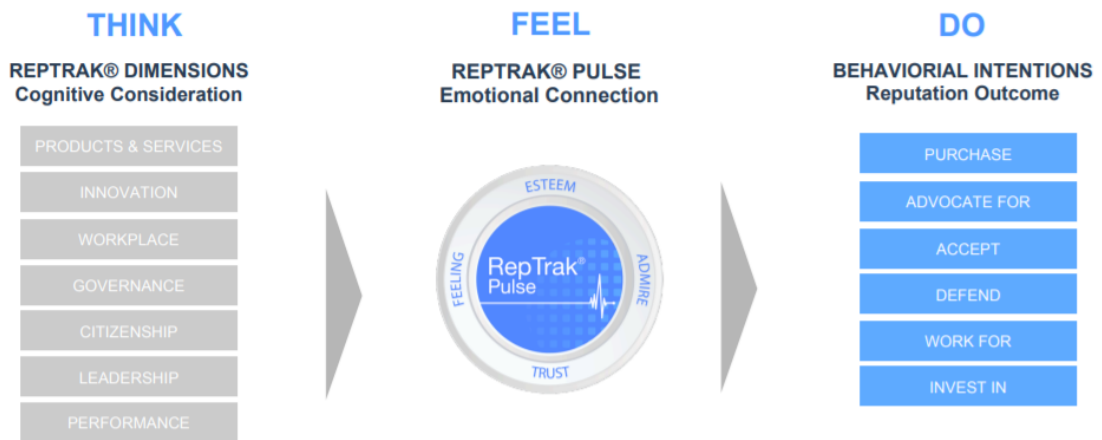 THINK
REPTRAK® DIMENSIONS
Cognitive Consideration
PRODUCTS & SERVICES
INNOVATION
WORKPLACE
GOVERNANCE
CITIZENSHIP
LEADERSHIP
PERFORMANCE
FEEL
REPTRAK® PULSE
Emotional Connection
ESTEEM
FEELING
ADMIRE
RepTrak®
Pulse
TRUST
DO
BEHAVIORIAL INTENTIONS
Reputation Outcome
PURCHASE
ADVOCATE FOR
ACCEPT
DEFEND
WORK FOR
INVEST IN